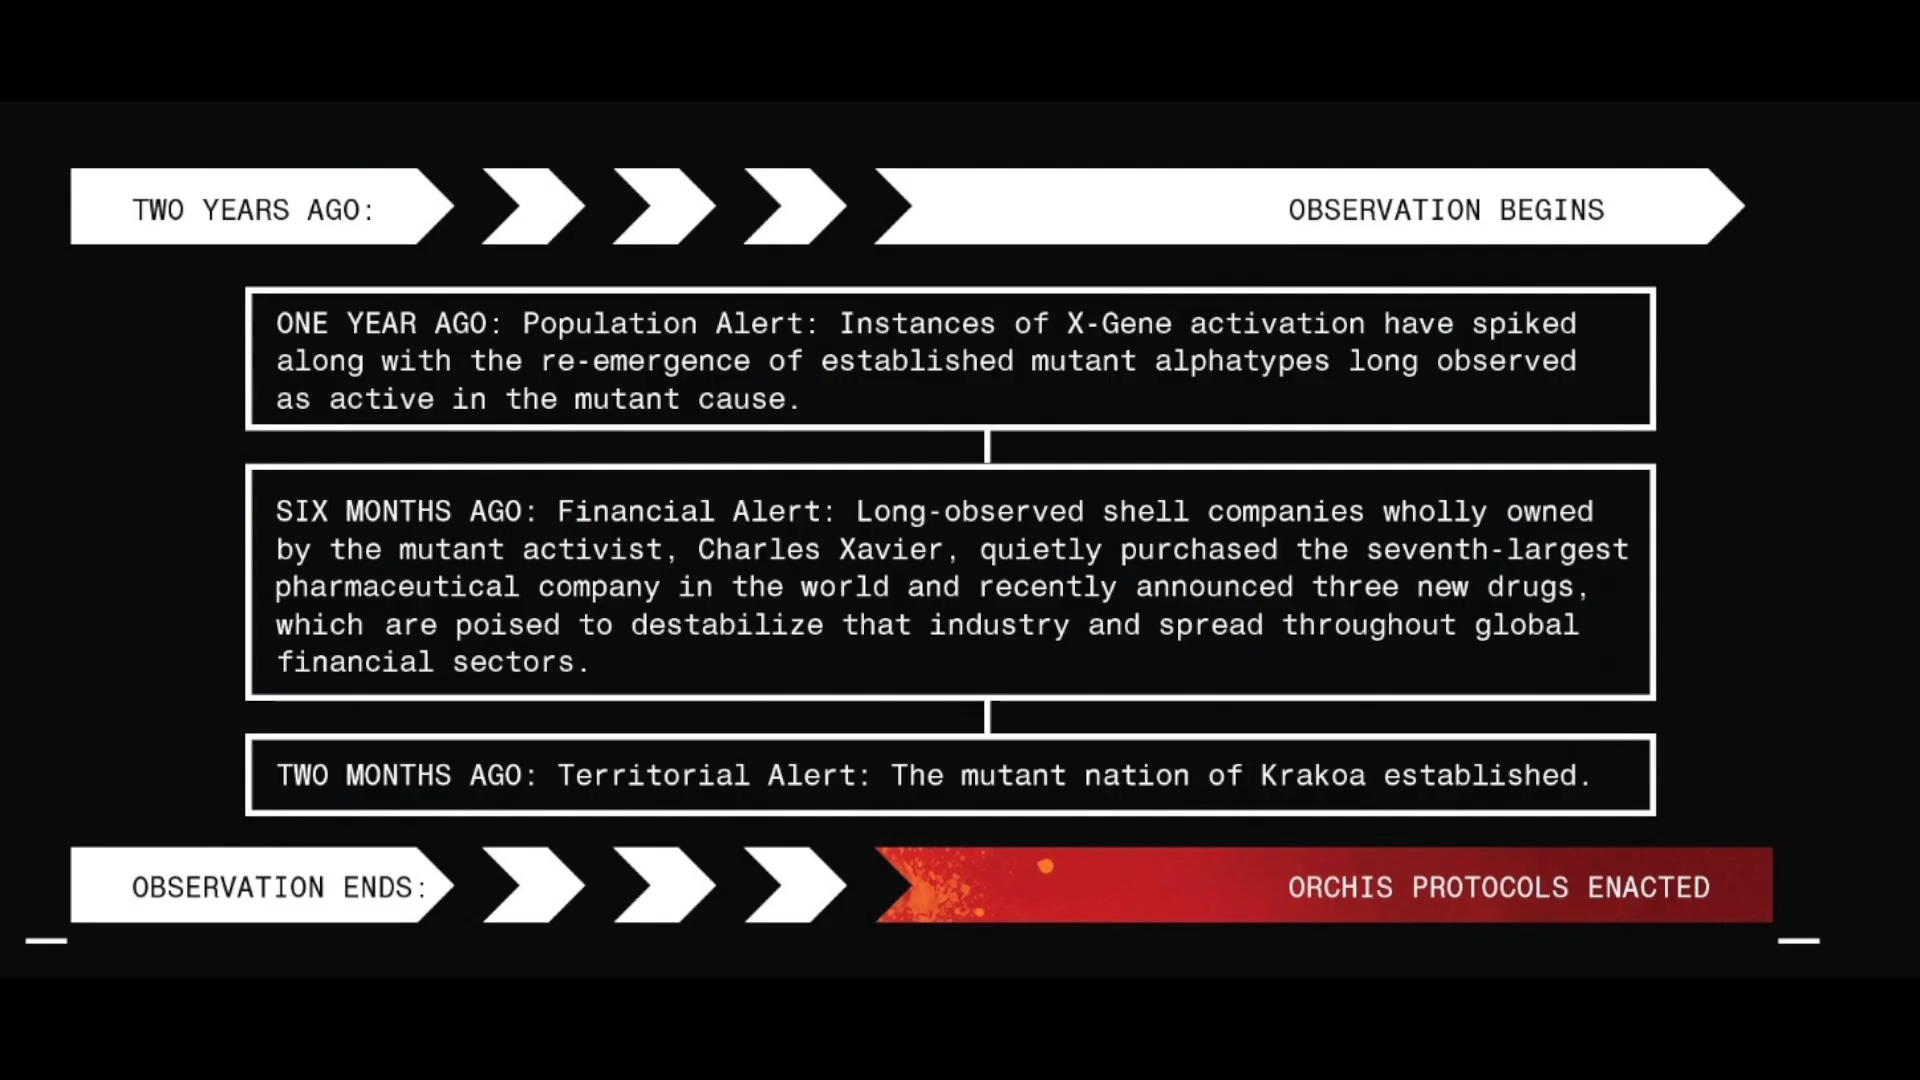 TWO YEARS AGO:
OBSERVATION BEGINS
ONE YEAR AGO: Population Alert: Instances of X-Gene activation have spiked
along with the re-emergence of established mutant alphatypes long observed
as active in the mutant cause.
SIX MONTHS AGO: Financial Alert: Long-observed shell companies wholly owned
by the mutant activist, Charles Xavier, quietly purchased the seventh-largest
pharmaceutical company in the world and recently announced three new drugs,
which are poised to destabilize that industry and spread throughout global
financial sectors.
TWO MONTHS AGO: Territorial Alert: The mutant nation of Krakoa established.
OBSERVATION ENDS:
ORCHIS PROTOCOLS ENACTED